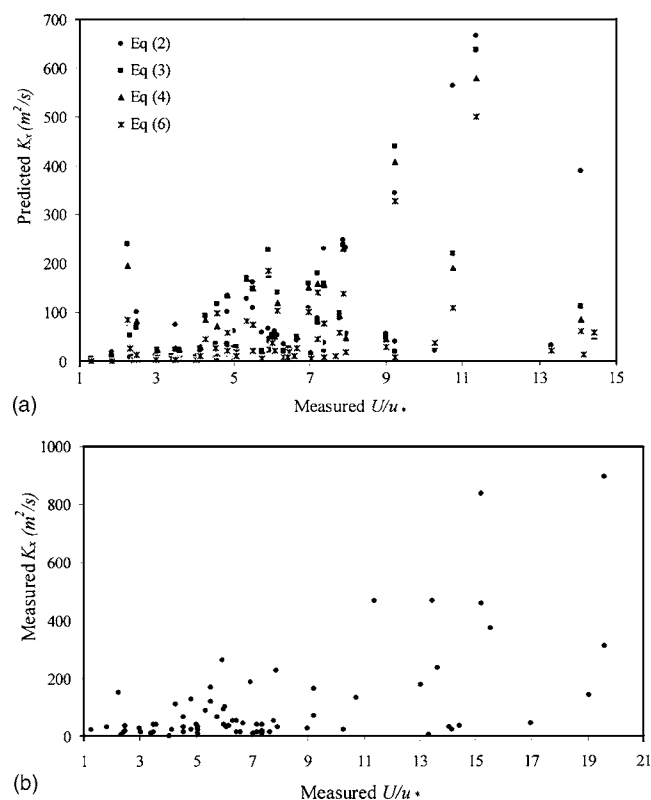 700
600
500
400
300
200
100
0
Predicted Kx (m²/s)
Eq (2)
Eq (3)
Eq (4)
Eq (6)
1 3 5 7 9 11 13 15
(a) Measured U/u*
1000
800
600
400
200
0
Measured Kx (m²/s)
1 3 5 7 9 11 13 15 17 19 21
(b) Measured U/u*